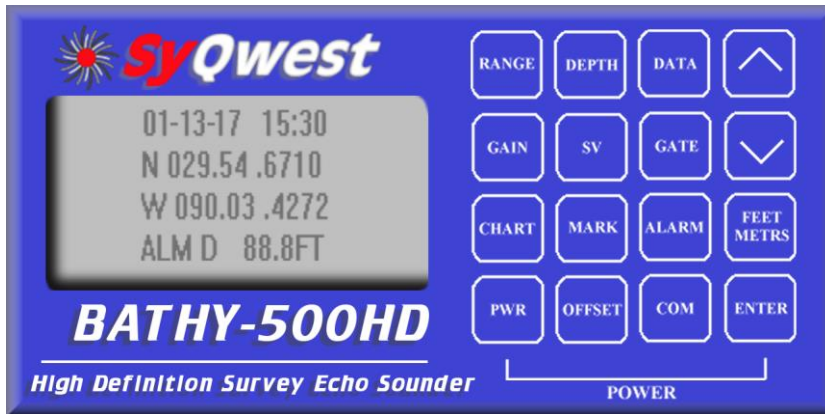 SyQwest
01-13-17 15:30
N 029.54 .6710
W 090.03 .4272
ALM D 88.8FT
BATHY-500HD
High Definition Survey Echo Sounder
RANGE DEPTH DATA
GAIN SV GATE
CHART MARK ALARM FEET METRS
PWR OFFSET COM ENTER
POWER